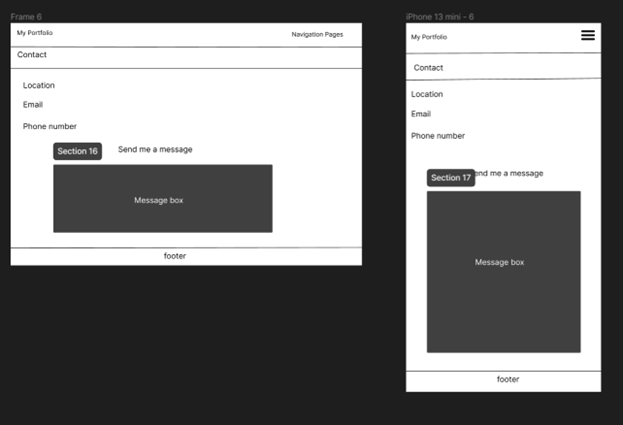 Frame 6
My Portfolio
Navigation Pages
Contact
Location
Email
Phone number
Section 16
Send me a message
Message box
footer
iPhone 13 mini - 6
My Portfolio
Contact
Location
Email
Phone number
Section 17
end me a message
Message box
footer